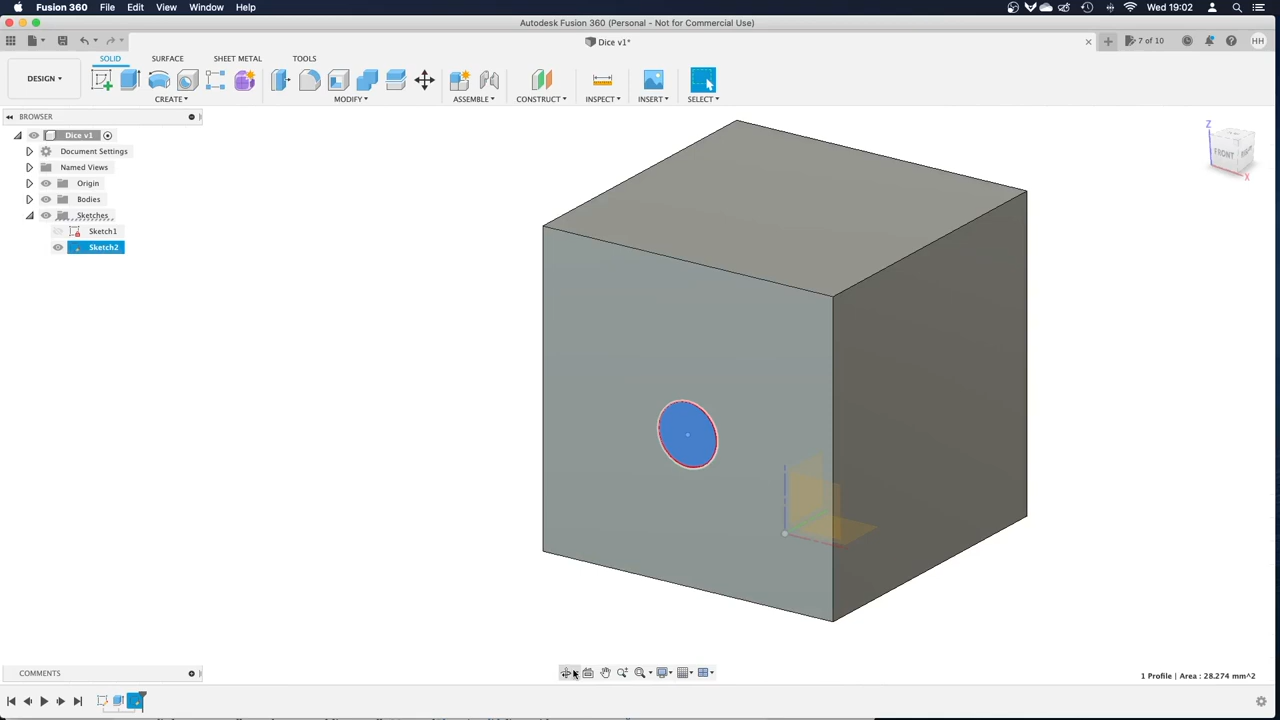 Fusion 360 File Edit View Window Help Wed 19:02
Autodesk Fusion 360 (Personal - Not for Commercial Use)
Dice v1* 7 of 10 HH
SOLID SURFACE SHEET METAL TOOLS
DESIGN
CREATE MODIFY ASSEMBLE CONSTRUCT INSPECT INSERT SELECT
BROWSER
Dice v1
Document Settings
Named Views
Origin
Bodies
Sketches
Sketch1
Sketch2
Z
FRONT
X
COMMENTS
1 Profile | Area : 28.274 mm^2